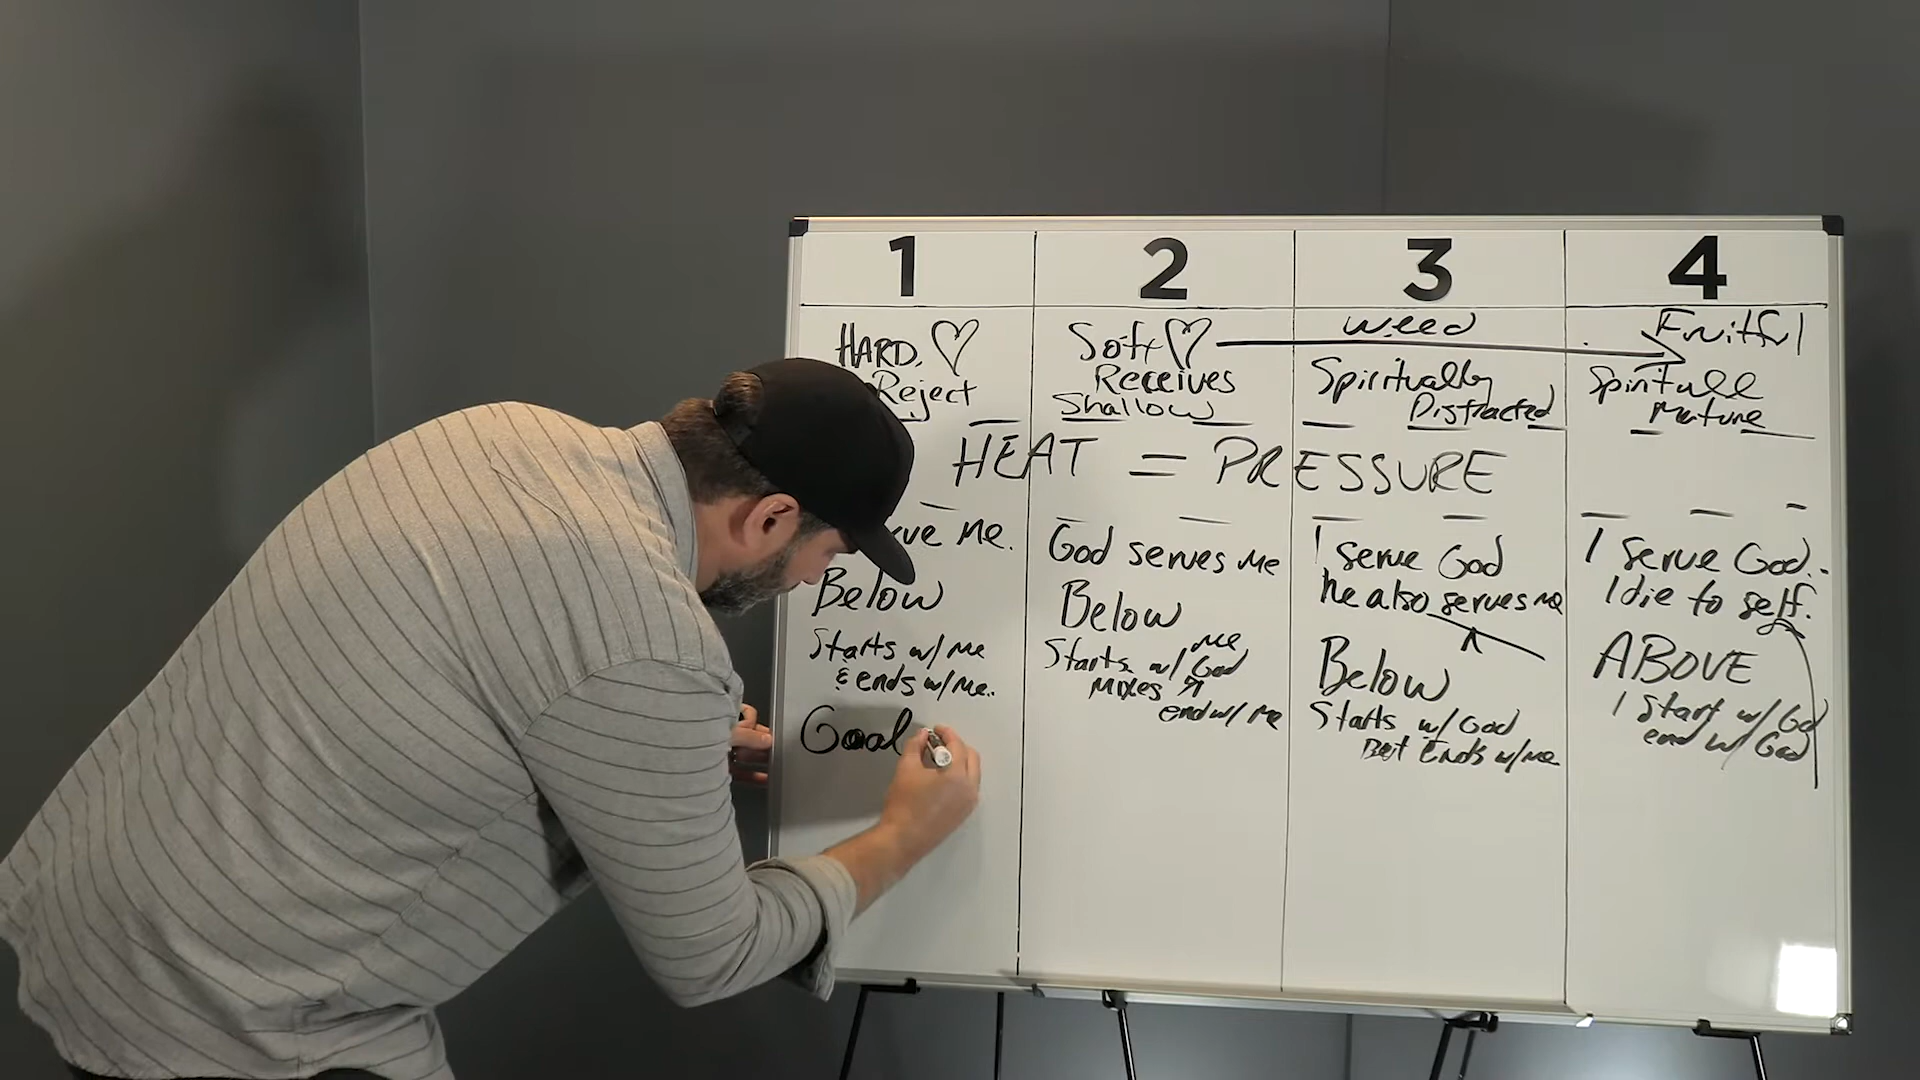 1
2
3
4
HARD.
Reject
Soft
Receives
Shallow
weed
Spiritually
Distracted
Fruitful
Mature
HEAT = PRESSURE
me.
Below
Starts w/ me
& ends w/ me.
Goal
God serves me
Below
me
Starts w/ God
Mixes
end w/ me
I serve God
he also serves me
Below
Starts w/ God
But Ends w/ me
I serve God.
I die to self.
ABOVE
I Start w/ God
end w/ God